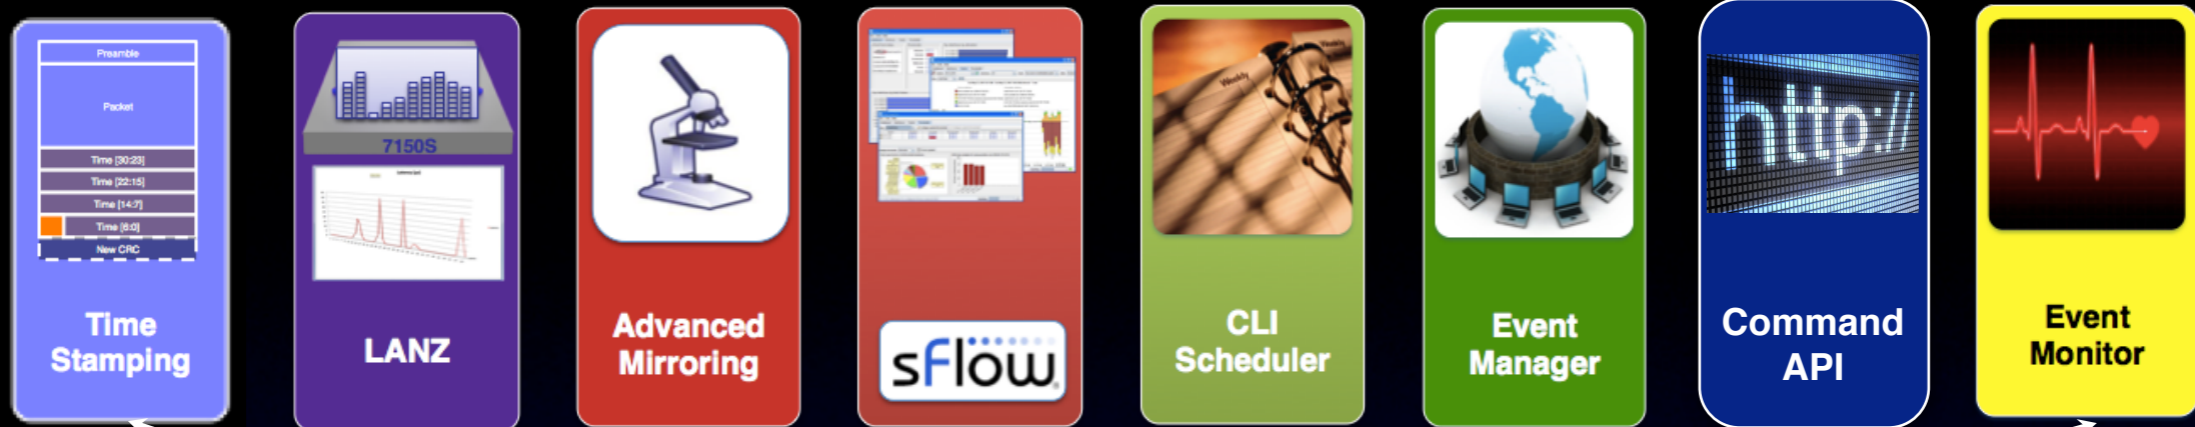 Preamble
Packet
Time [30:23]
Time [22:15]
Time [14:7]
Time [6:0]
New CRC
Time
Stamping
7150S
LANZ
Advanced
Mirroring
sFlow
Weekly
Weekly
CLI
Scheduler
Event
Manager
http://
Command
API
Event
Monitor